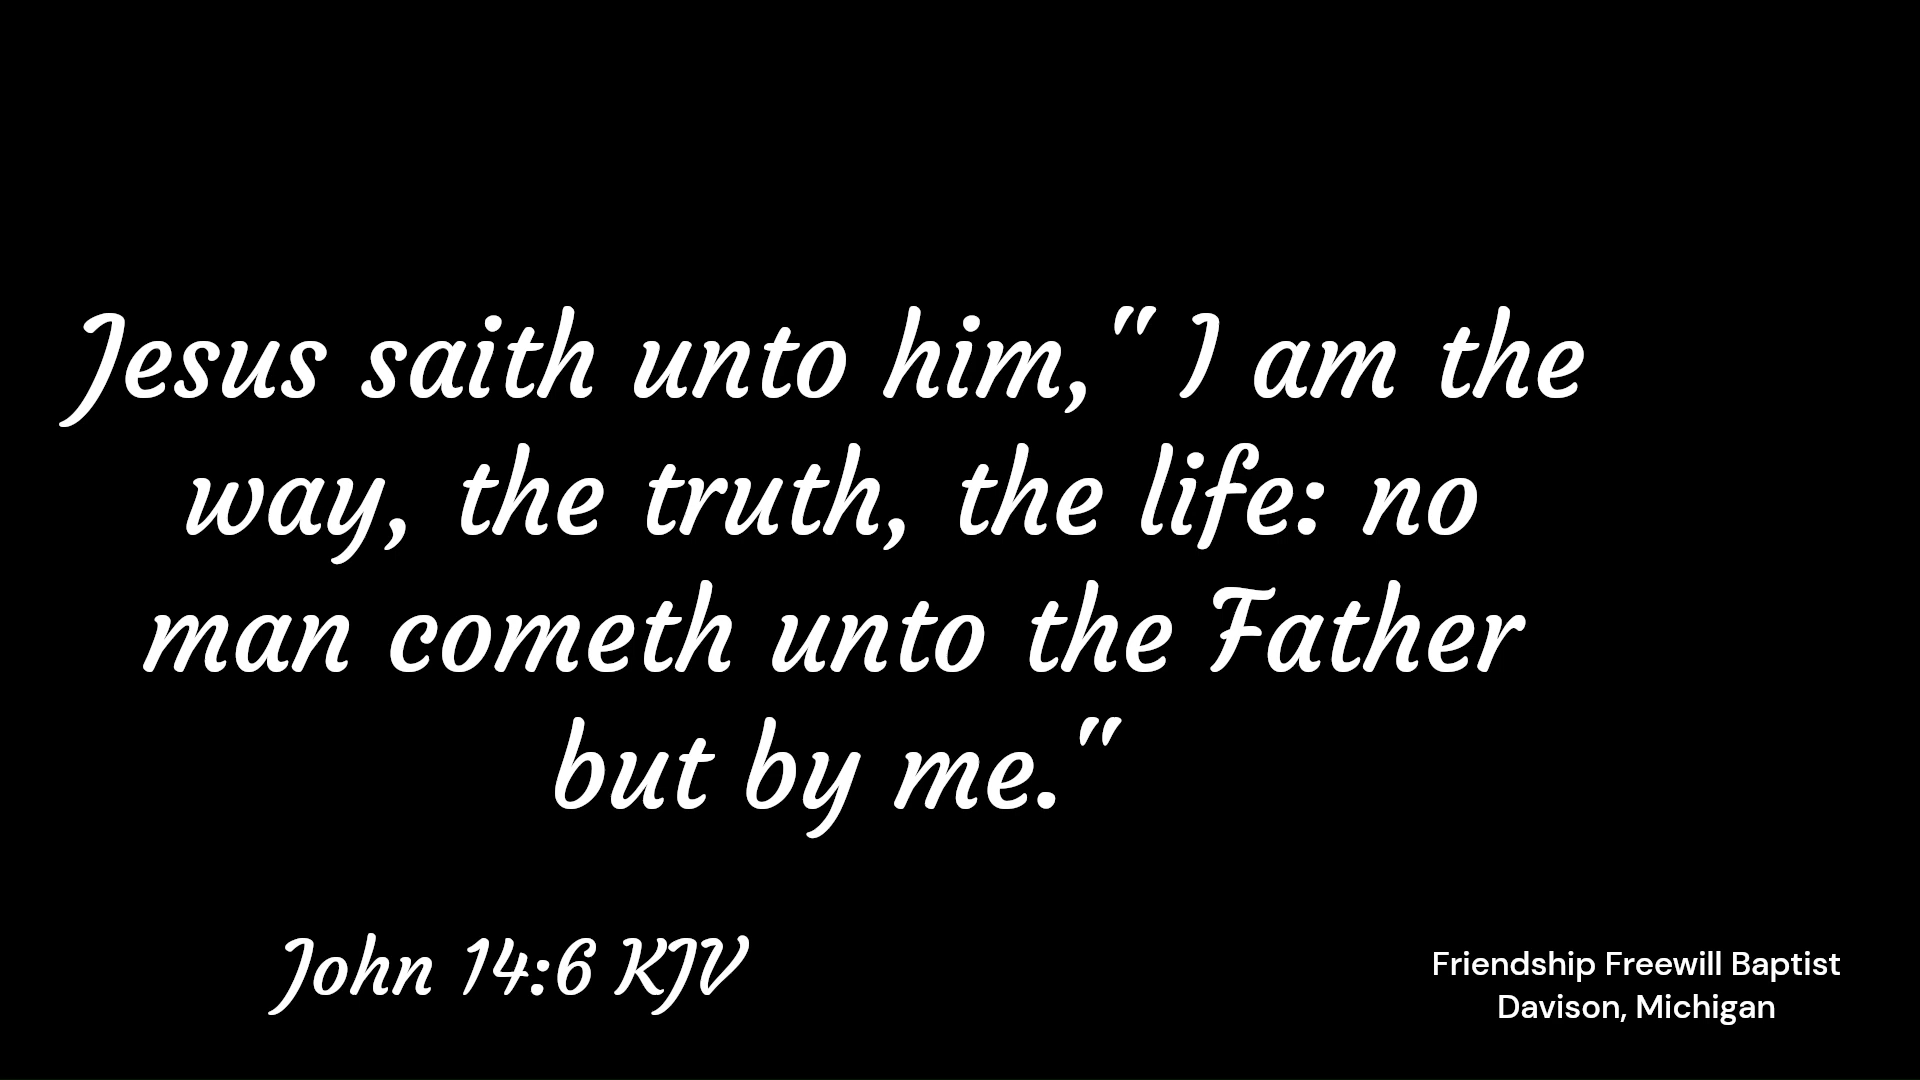 Jesus saith unto him," I am the
way, the truth, the life: no
man cometh unto the Father
but by me."
John 14:6 KJV
Friendship Freewill Baptist
Davison, Michigan